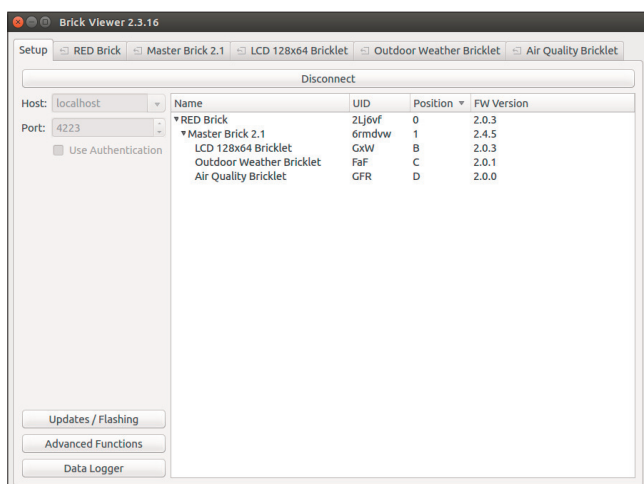 Brick Viewer 2.3.16
Setup RED Brick Master Brick 2.1 LCD 128x64 Bricklet Outdoor Weather Bricklet Air Quality Bricklet
Disconnect
Host: localhost
Port: 4223
Use Authentication
Name UID Position FW Version
RED Brick 2Lj6vf 0 2.0.3
Master Brick 2.1 6rmdvw 1 2.4.5
LCD 128x64 Bricklet GxW B 2.0.3
Outdoor Weather Bricklet FaF C 2.0.1
Air Quality Bricklet GFR D 2.0.0
Updates / Flashing
Advanced Functions
Data Logger